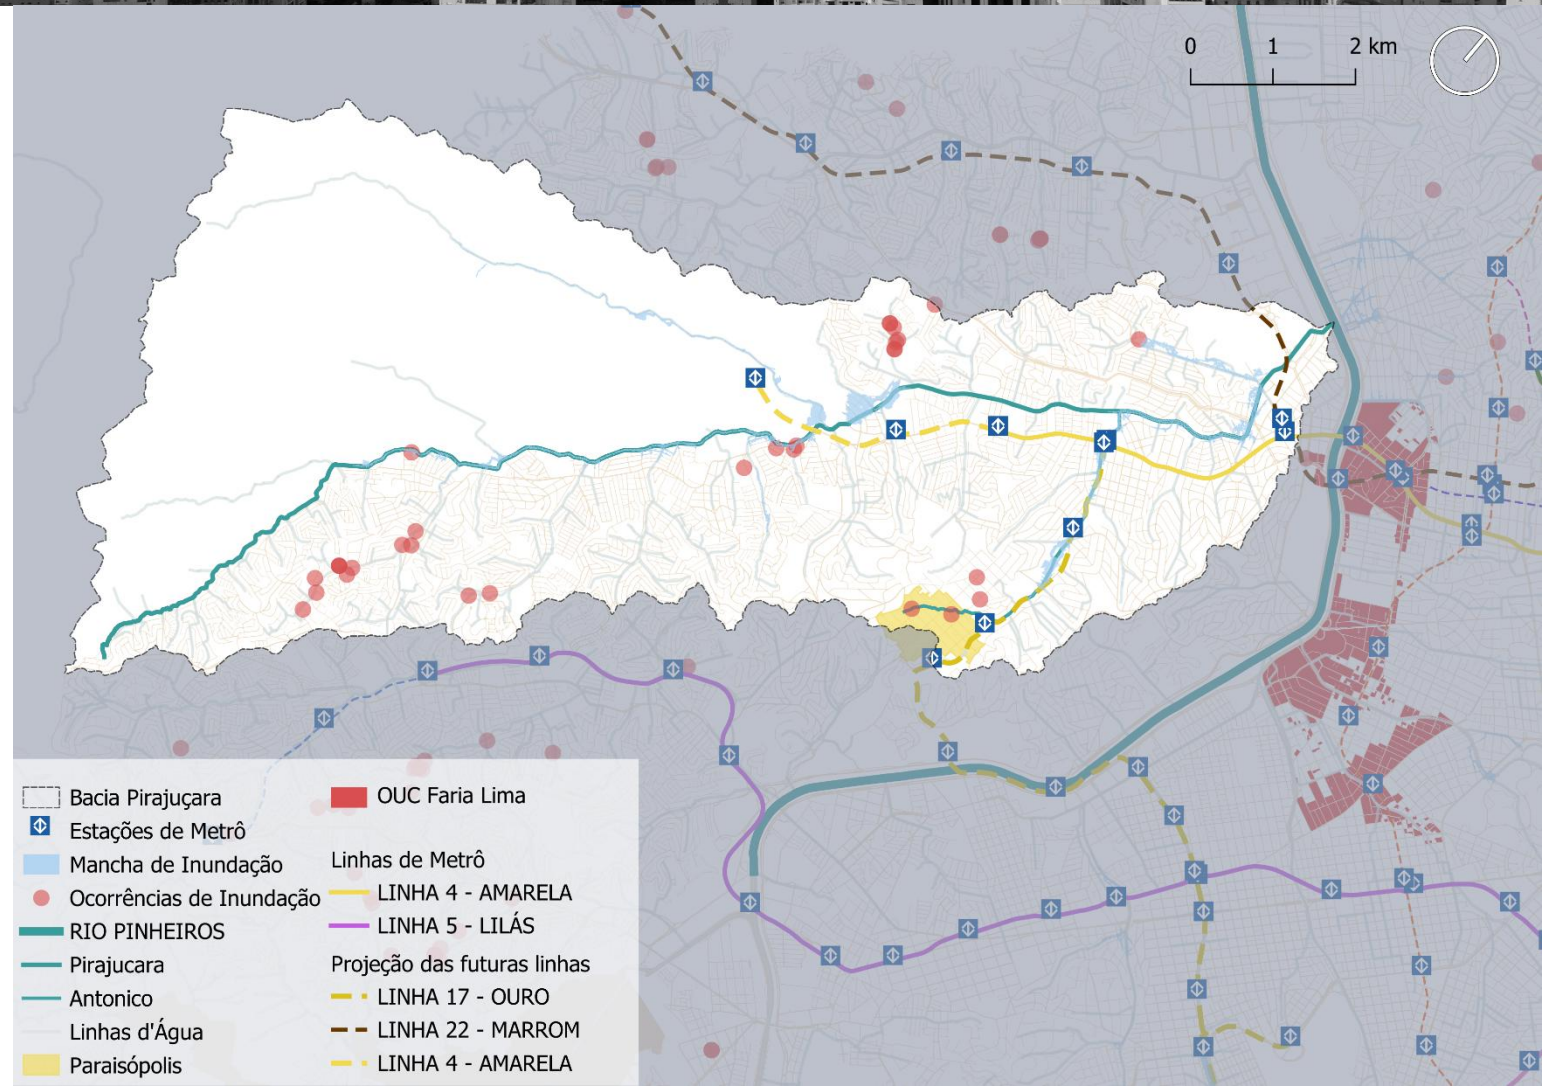 0 1 2 km
Bacia Pirajuçara
Estações de Metrô
Mancha de Inundação
Ocorrências de Inundação
RIO PINHEIROS
Pirajucara
Antonico
Linhas d'Água
Paraisópolis
OUC Faria Lima
Linhas de Metrô
LINHA 4 - AMARELA
LINHA 5 - LILÁS
Projeção das futuras linhas
LINHA 17 - OURO
LINHA 22 - MARROM
LINHA 4 - AMARELA